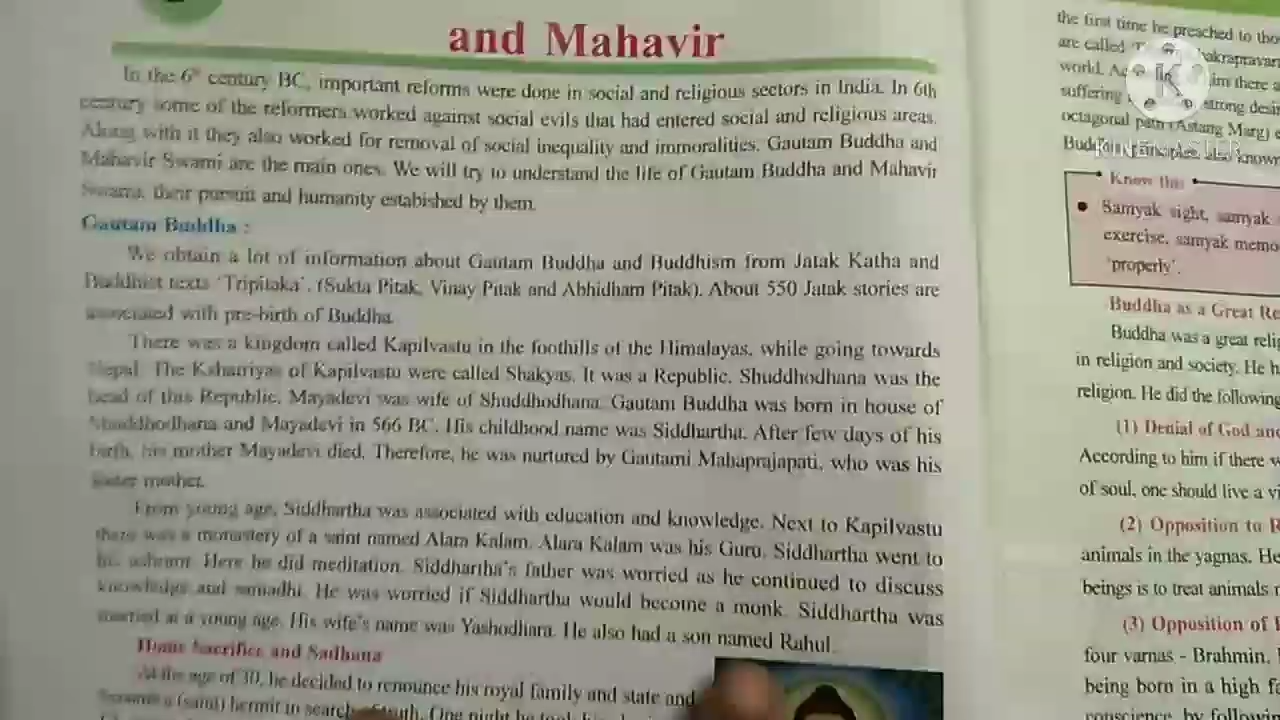 and Mahavir
In the 6th century BC, important reforms were done in social and religious sectors in India. In 6th
century some of the reformers worked against social evils that had entered social and religious areas.
Along with it they also worked for removal of social inequality and immoralities. Gautam Buddha and
Mahavir Swami are the main ones. We will try to understand the life of Gautam Buddha and Mahavir
Swami, their pursuit and humanity estabished by them.
Gautam Buddha :
We obtain a lot of information about Gautam Buddha and Buddhism from Jatak Katha and
Buddhist texts 'Tripitaka'. (Sukta Pitak, Vinay Pitak and Abhidham Pitak). About 550 Jatak stories are
associated with pre-birth of Buddha.
There was a kingdom called Kapilvastu in the foothills of the Himalayas, while going towards
Nepal. The Kshatriyas of Kapilvastu were called Shakyas. It was a Republic. Shuddhodhana was the
head of this Republic. Mayadevi was wife of Shuddhodhana. Gautam Buddha was born in house of
Shuddhodhana and Mayadevi in 566 BC. His childhood name was Siddhartha. After few days of his
birth, his mother Mayadevi died. Therefore, he was nurtured by Gautami Mahaprajapati, who was his
mother.
From young age, Siddhartha was associated with education and knowledge. Next to Kapilvastu
there was a monastery of a saint named Alara Kalam. Alara Kalam was his Guru. Siddhartha went to
his ashram. Here he did meditation. Siddhartha's father was worried as he continued to discuss
knowledge and samadhi. He was worried if Siddhartha would become a monk. Siddhartha was
married at a young age. His wife's name was Yashodhara. He also had a son named Rahul.
Sacrifice and Sadhana
At the age of 30, he decided to renounce his royal family and state and
(saint) hermit in search of truth. One night he took
the first time he preached to
are called
world. there
suffering strong
octagonal path (Astang Marg)
principles, also
KINEMASTER
Know this
• Samyak sight, samyak
exercise, samyak
'properly'.
Buddha as a Great
Buddha was a great
in religion and society. He
religion. He did the following
(1) Denial of God
According to him if there
of soul, one should live a
(2) Opposition to
animals in the yagnas. He
beings is to treat animals
(3) Opposition of
four varnas - Brahmin,
being born in a high
conscience, by